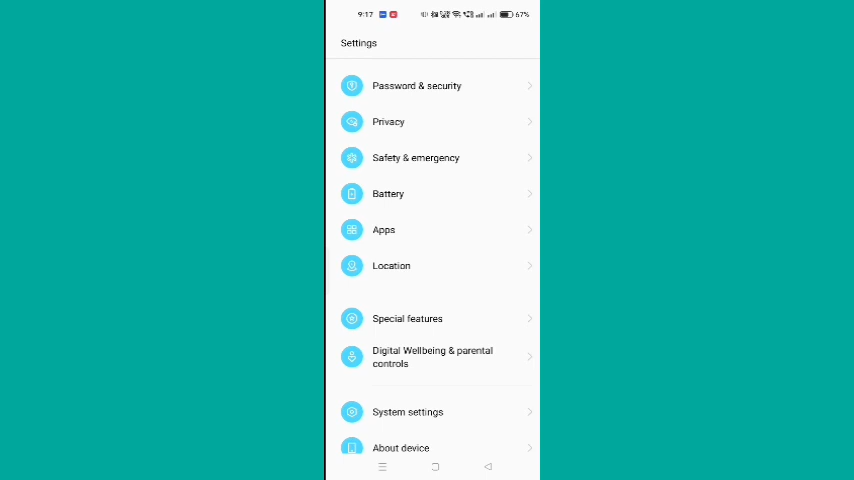 9:17 67%
Settings
Password & security
Privacy
Safety & emergency
Battery
Apps
Location
Special features
Digital Wellbeing & parental
controls
System settings
About device